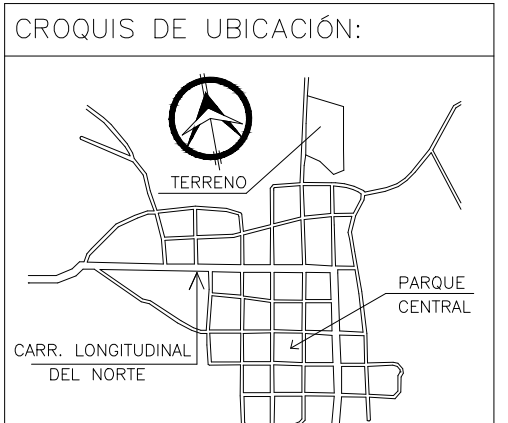 CROQUIS DE UBICACIÓN:
TERRENO
PARQUE
CENTRAL
CARR. LONGITUDINAL
DEL NORTE